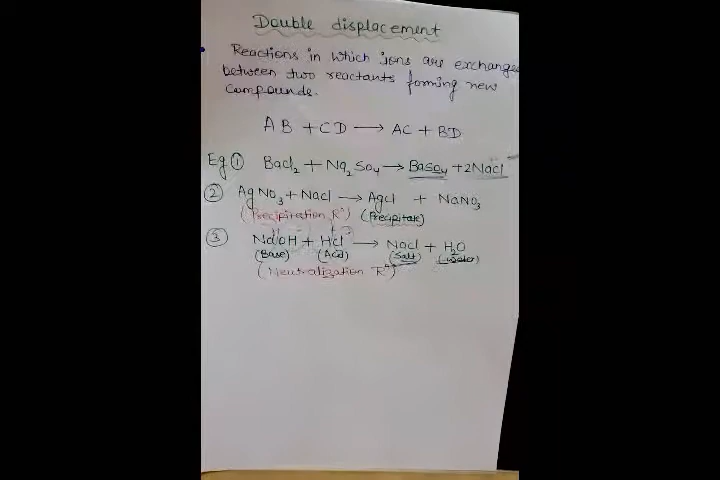 Double displacement
Reactions in which ions are exchange
between two reactants forming new
compounds.
AB + CD → AC + BD
Eg ① BaCl₂ + Na₂SO₄ → BaSO₄ + 2NaCl
② AgNO₃ + NaCl → AgCl + NaNO₃
(Precipitation Rⁿ) (Precipitate)
③ NaOH + HCl → NaCl + H₂O
(Base) (Acid) (Salt) (water)
(Neutralization Rⁿ)